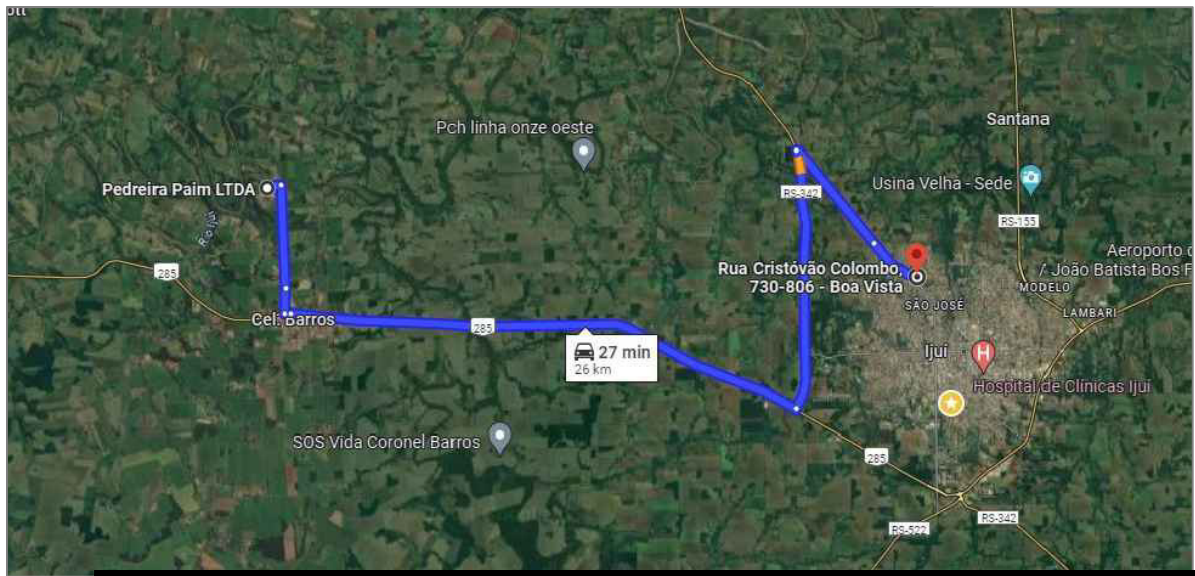 Pch linha onze oeste
Santana
Pedreira Paim LTDA
RS-342
Usina Velha - Sede
Rio Ijuí
RS-155
Aeroporto
João Batista Bos
285
Rua Cristóvão Colombo,
730-806 - Boa Vista
MODELO
SÃO JOSÉ
LAMBARI
Cel. Barros
285
27 min
26 km
Ijuí
Hospital de Clínicas Ijuí
SOS Vida Coronel Barros
285
RS-522
RS-342